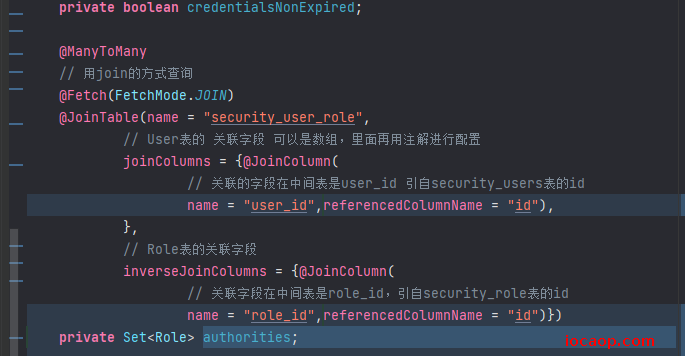 private boolean credentialsNonExpired;
@ManyToMany
// 用join的方式查询
@Fetch(FetchMode.JOIN)
@JoinTable(name = "security_user_role",
// User表的 关联字段 可以是数组，里面再用注解进行配置
joinColumns = {@JoinColumn(
// 关联的字段在中间表是user_id 引自security_users表的id
name = "user_id",referencedColumnName = "id"),
},
// Role表的关联字段
inverseJoinColumns = {@JoinColumn(
// 关联字段在中间表是role_id，引自security_role表的id
name = "role_id",referencedColumnName = "id")})
private Set<Role> authorities;